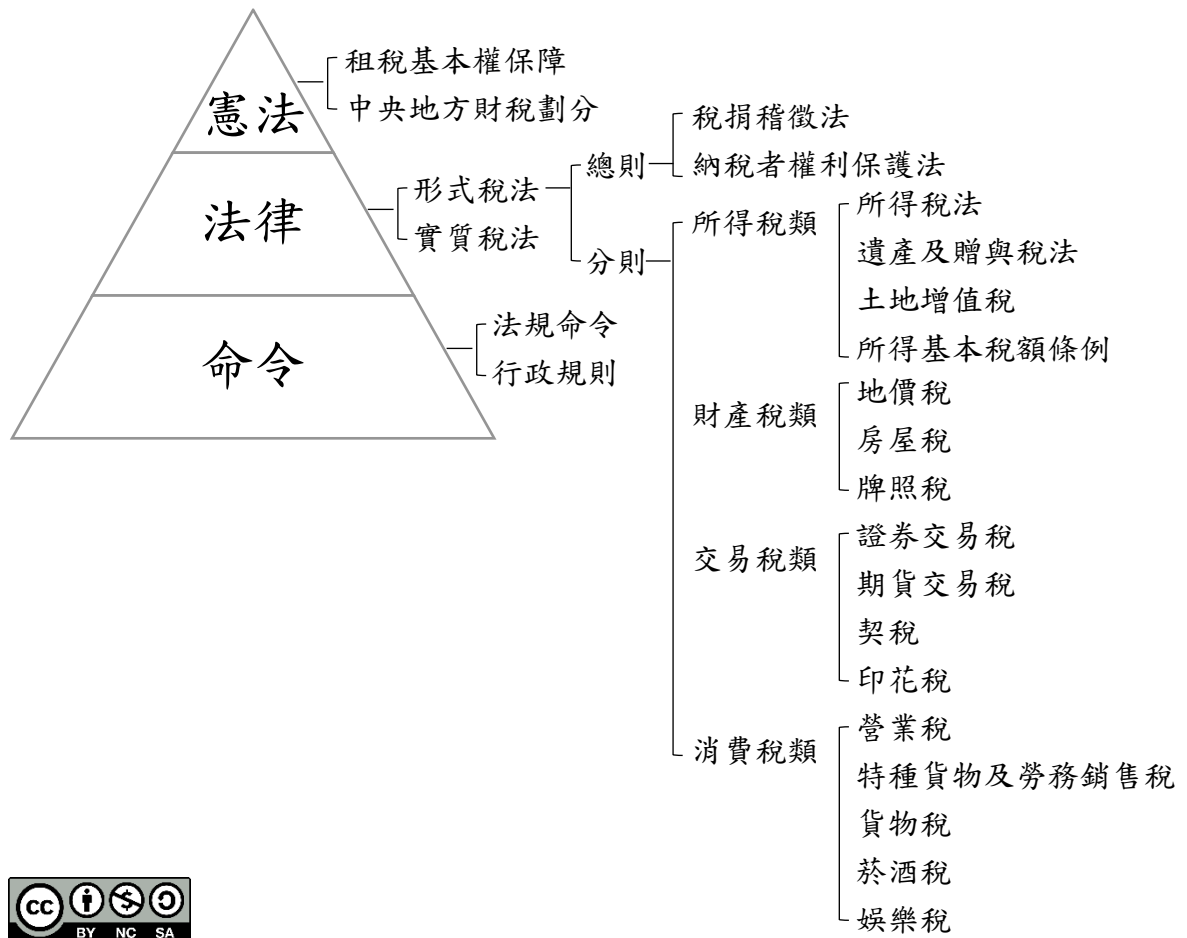 憲法
租稅基本權保障
中央地方財稅劃分
法律
形式稅法
實質稅法
總則
稅捐稽徵法
納稅者權利保護法
分則
所得稅類
所得稅法
遺產及贈與稅法
土地增值稅
所得基本稅額條例
財產稅類
地價稅
房屋稅
牌照稅
交易稅類
證券交易稅
期貨交易稅
契稅
印花稅
消費稅類
營業稅
特種貨物及勞務銷售稅
貨物稅
菸酒稅
娛樂稅
命令
法規命令
行政規則
cc
BY NC SA